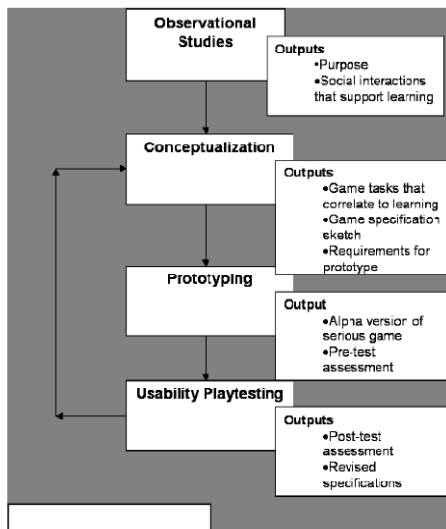 Observational
Studies
Outputs
•Purpose
•Social interactions
that support learning
Conceptualization
Outputs
•Game tasks that
correlate to learning
•Game specification
sketch
•Requirements for
prototype
Prototyping
Output
•Alpha version of
serious game
•Pre-test
assessment
Usability Playtesting
Outputs
•Post-test
assessment
•Revised
specifications